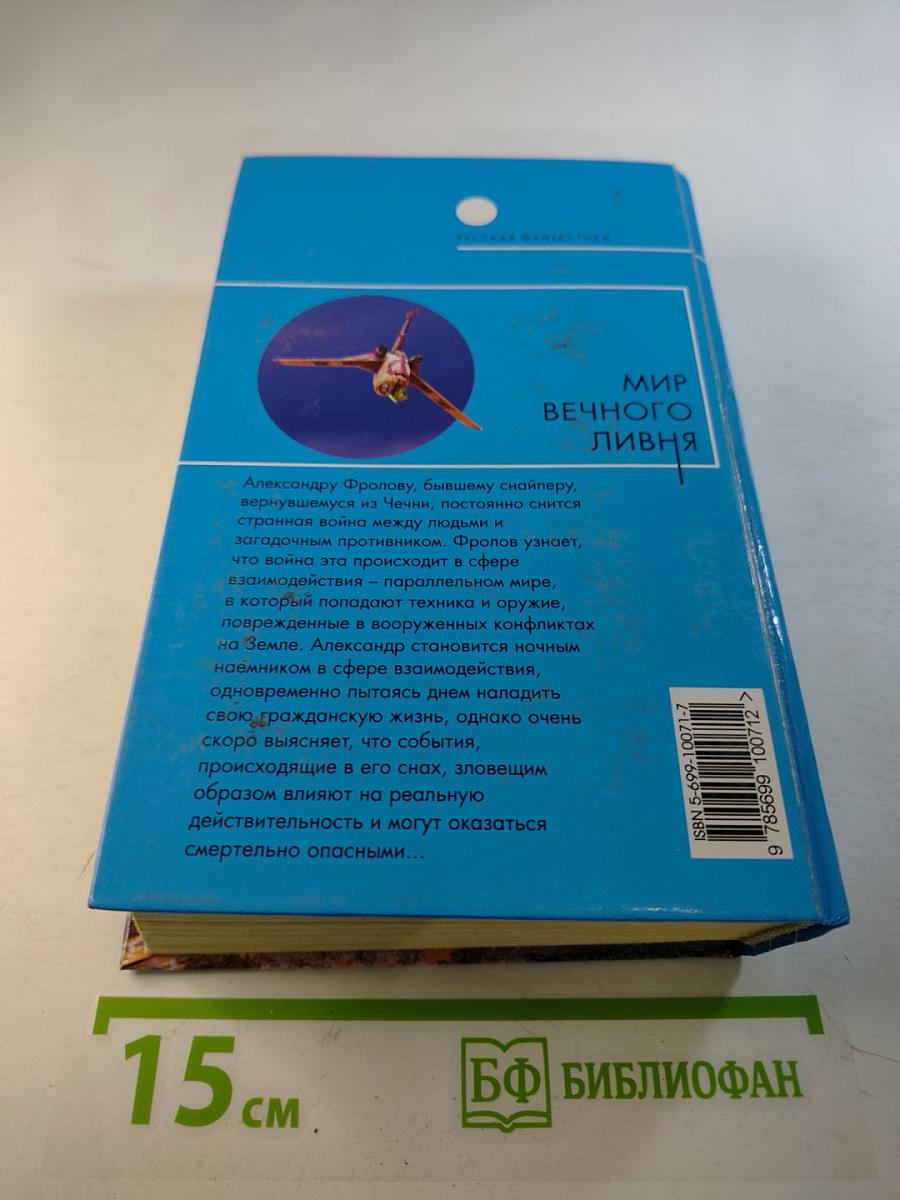 РУССКАЯ ФАНТАСТИКА
МИР
ВЕЧНОГО
ЛИВНЯ
Александру Фролову, бывшему снайперу,
вернувшемуся из Чечни, постоянно снится
странная война между людьми и
загадочным противником. Фролов узнает,
что война эта происходит в сфере
взаимодействия – параллельном мире,
в который попадают техника и оружие,
поврежденные в вооруженных конфликтах
на Земле. Александр становится ночным
наемником в сфере взаимодействия,
одновременно пытаясь днем наладить
свою гражданскую жизнь, однако очень
скоро выясняет, что события,
происходящие в его снах, зловещим
образом влияют на реальную
действительность и могут оказаться
смертельно опасными...
ISBN 5-699-10071-7
9 785699 100712 >
15 см
БФ БИБЛИОФАН